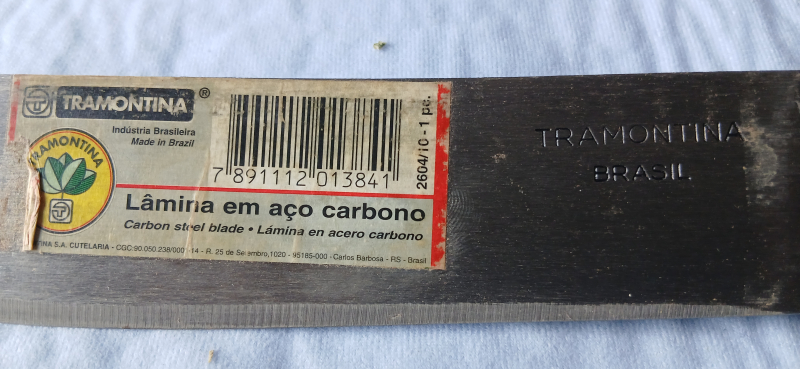 TRAMONTINA ®
Indústria Brasileira
Made in Brazil
7 891112 013841
2604/10 - 1 pc.
TRAMONTINA
Lâmina em aço carbono
Carbon steel blade • Lámina en acero carbono
S.A. CUTELARIA - CGC 90.050.238/000 14 - R. 25 de Setembro,1020 - 95185-000 - Carlos Barbosa - RS - Brasil
TRAMONTINA
BRASIL